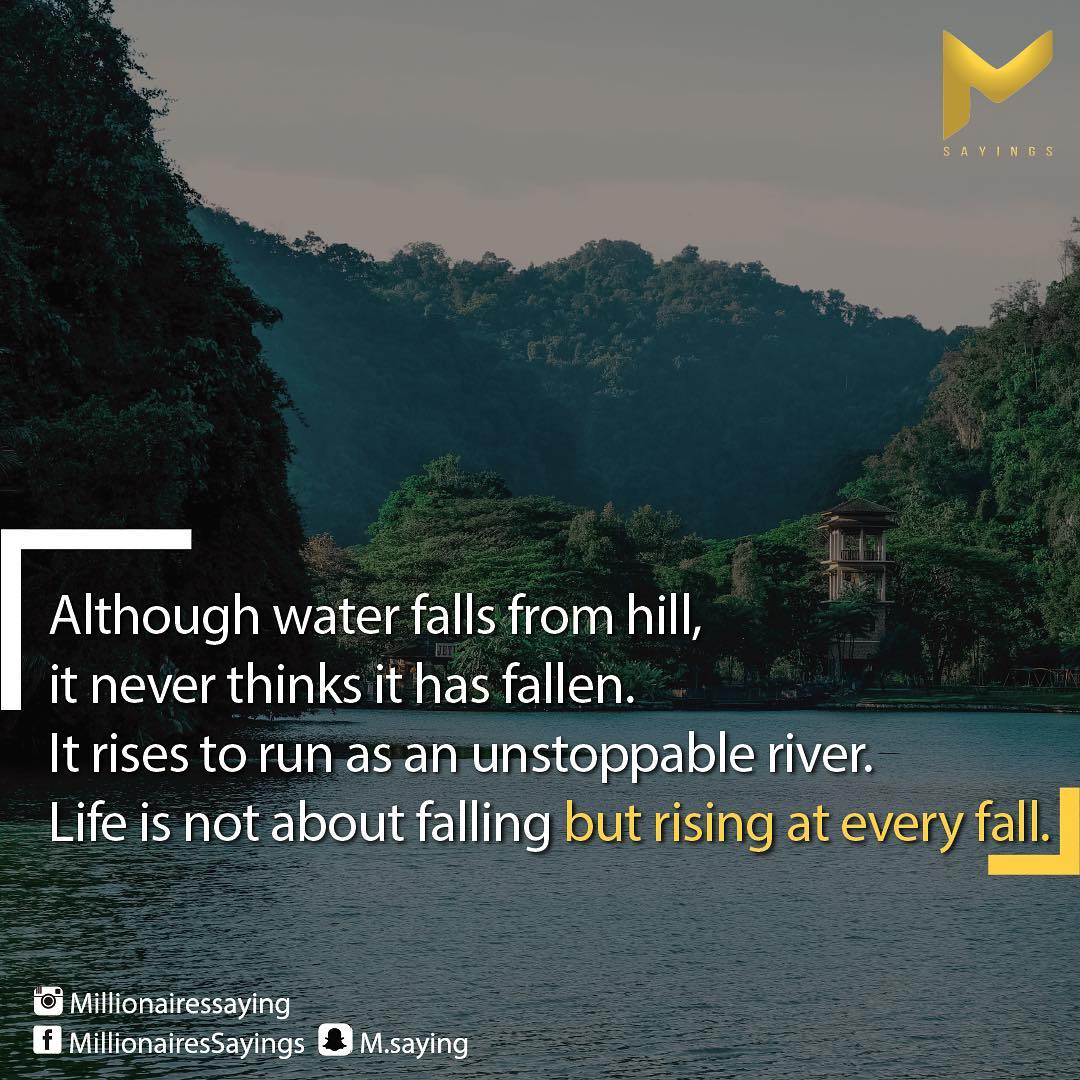 SAYINGS
Although water falls from hill,
it never thinks it has fallen.
It rises to run as an unstoppable river.
Life is not about falling but rising at every fall.
Millionairessaying
MillionairesSayings M.saying